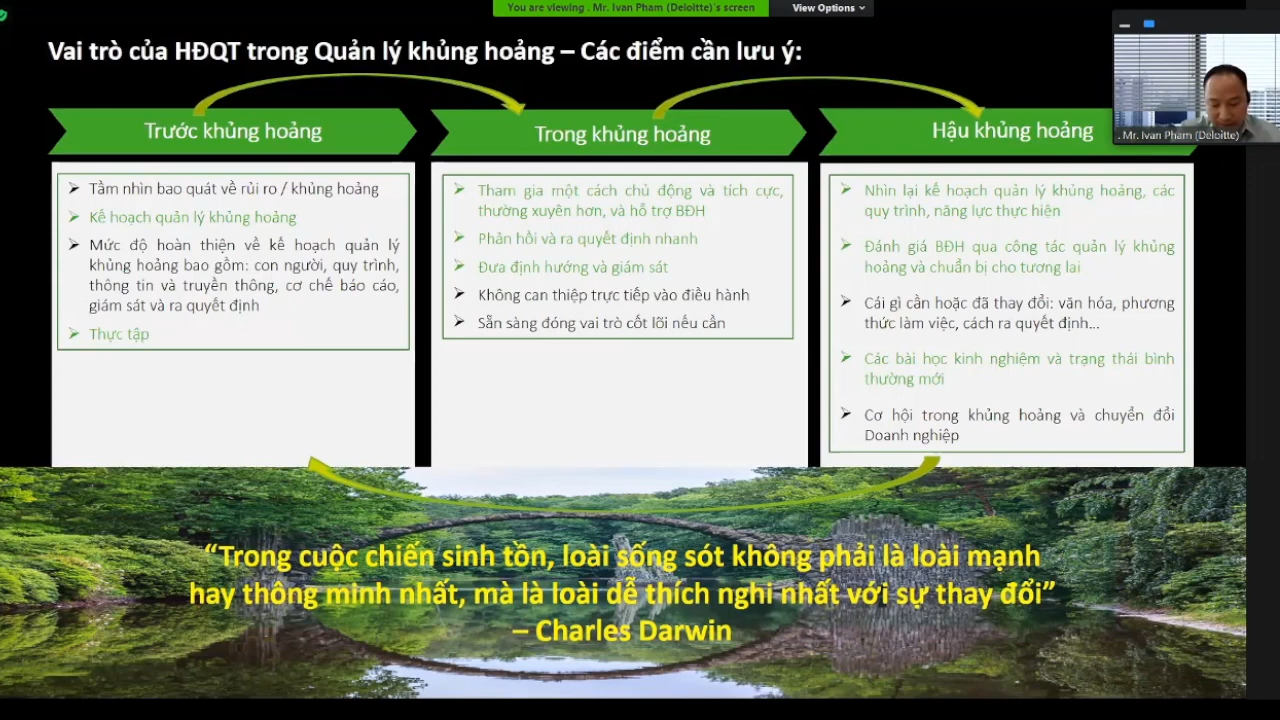 You are viewing . Mr. Ivan Pham (Deloitte)'s screen
View Options
Vai trò của HĐQT trong Quản lý khủng hoảng – Các điểm cần lưu ý:
. Mr. Ivan Pham (Deloitte)
Trước khủng hoảng
Tầm nhìn bao quát về rủi ro / khủng hoảng
Kế hoạch quản lý khủng hoảng
Mức độ hoàn thiện về kế hoạch quản lý
khủng hoảng bao gồm: con người, quy trình,
thông tin và truyền thông, cơ chế báo cáo,
giám sát và ra quyết định
Thực tập
Trong khủng hoảng
Tham gia một cách chủ động và tích cực,
thường xuyên hơn, và hỗ trợ BĐH
Phản hồi và ra quyết định nhanh
Đưa định hướng và giám sát
Không can thiệp trực tiếp vào điều hành
Sẵn sàng đóng vai trò cốt lõi nếu cần
Hậu khủng hoảng
Nhìn lại kế hoạch quản lý khủng hoảng, các
quy trình, năng lực thực hiện
Đánh giá BĐH qua công tác quản lý khủng
hoảng và chuẩn bị cho tương lai
Cái gì cần hoặc đã thay đổi: văn hóa, phương
thức làm việc, cách ra quyết định...
Các bài học kinh nghiệm và trạng thái bình
thường mới
Cơ hội trong khủng hoảng và chuyển đổi
Doanh nghiệp
“Trong cuộc chiến sinh tồn, loài sống sót không phải là loài mạnh
hay thông minh nhất, mà là loài dễ thích nghi nhất với sự thay đổi”
– Charles Darwin